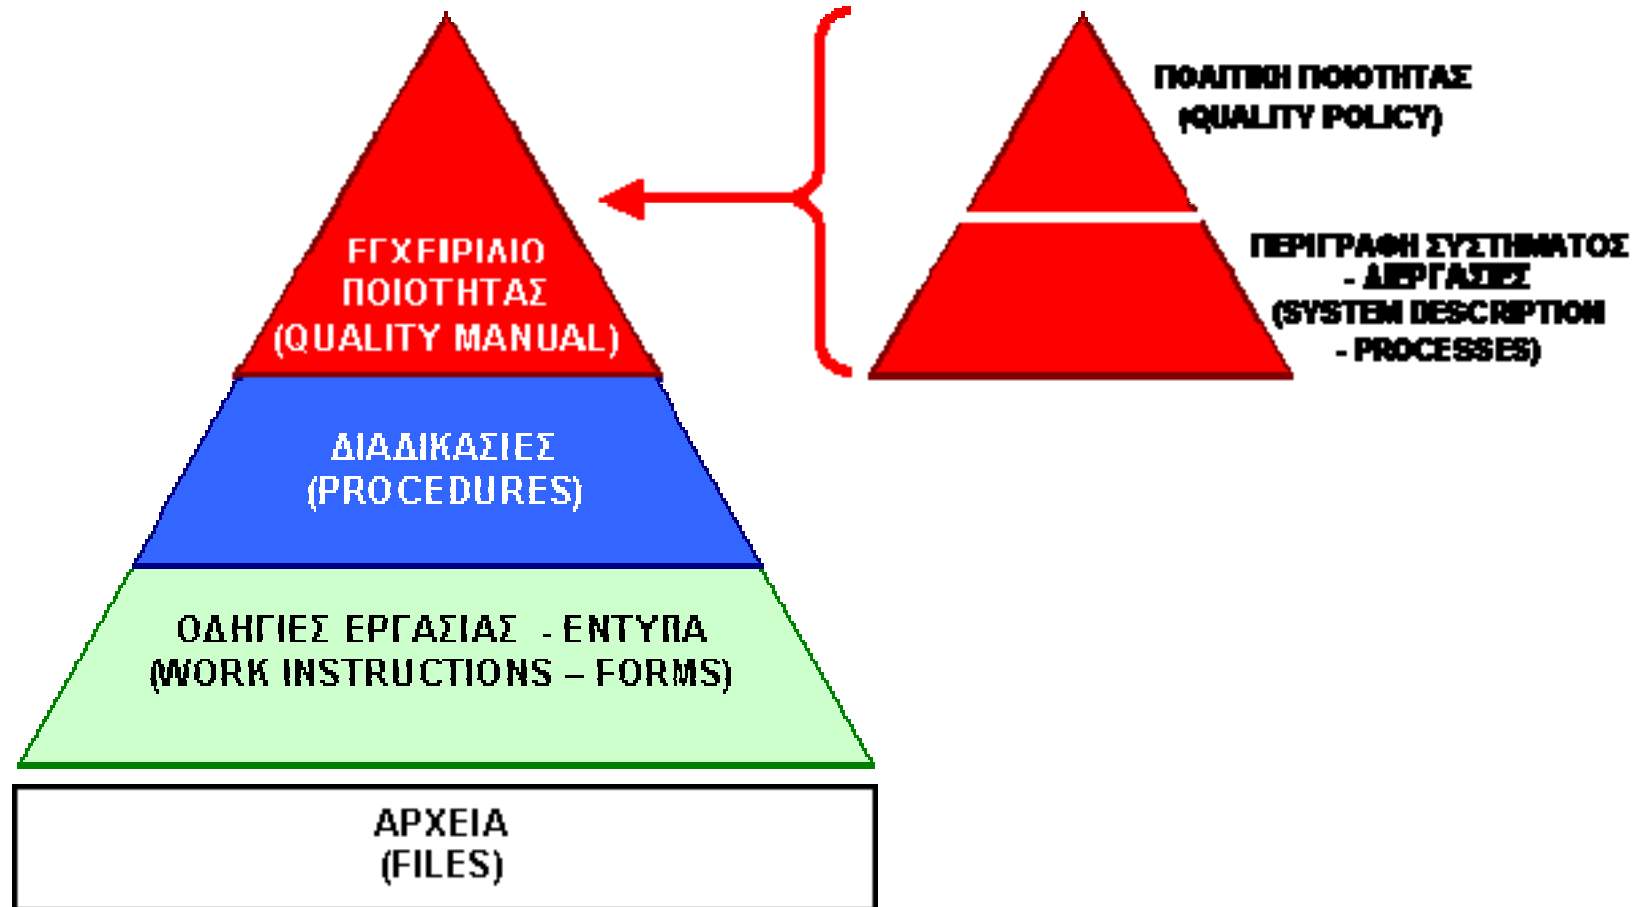 ΕΓΧΕΙΡΙΔΙΟ
ΠΟΙΟΤΗΤΑΣ
(QUALITY MANUAL)
ΔΙΑΔΙΚΑΣΙΕΣ
(PROCEDURES)
ΟΔΗΓΙΕΣ ΕΡΓΑΣΙΑΣ - ΕΝΤΥΠΑ
(WORK INSTRUCTIONS – FORMS)
ΑΡΧΕΙΑ
(FILES)
ΠΟΛΙΤΙΚΗ ΠΟΙΟΤΗΤΑΣ
(QUALITY POLICY)
ΠΕΡΙΓΡΑΦΗ ΣΥΣΤΗΜΑΤΟΣ
- ΔΙΕΡΓΑΣΙΕΣ
(SYSTEM DESCRIPTION
- PROCESSES)